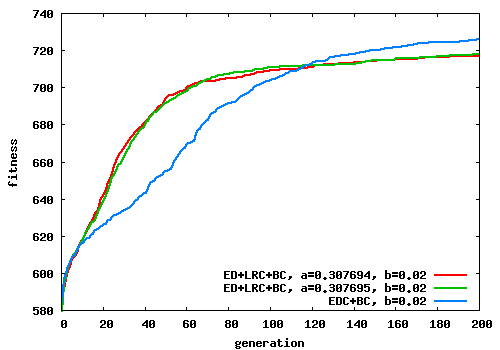 740
720
700
680
660
640
620
600
580
fitness
ED+LRC+BC, a=0.307694, b=0.02
ED+LRC+BC, a=0.307695, b=0.02
EDC+BC, b=0.02
0 20 40 60 80 100 120 140 160 180 200
generation